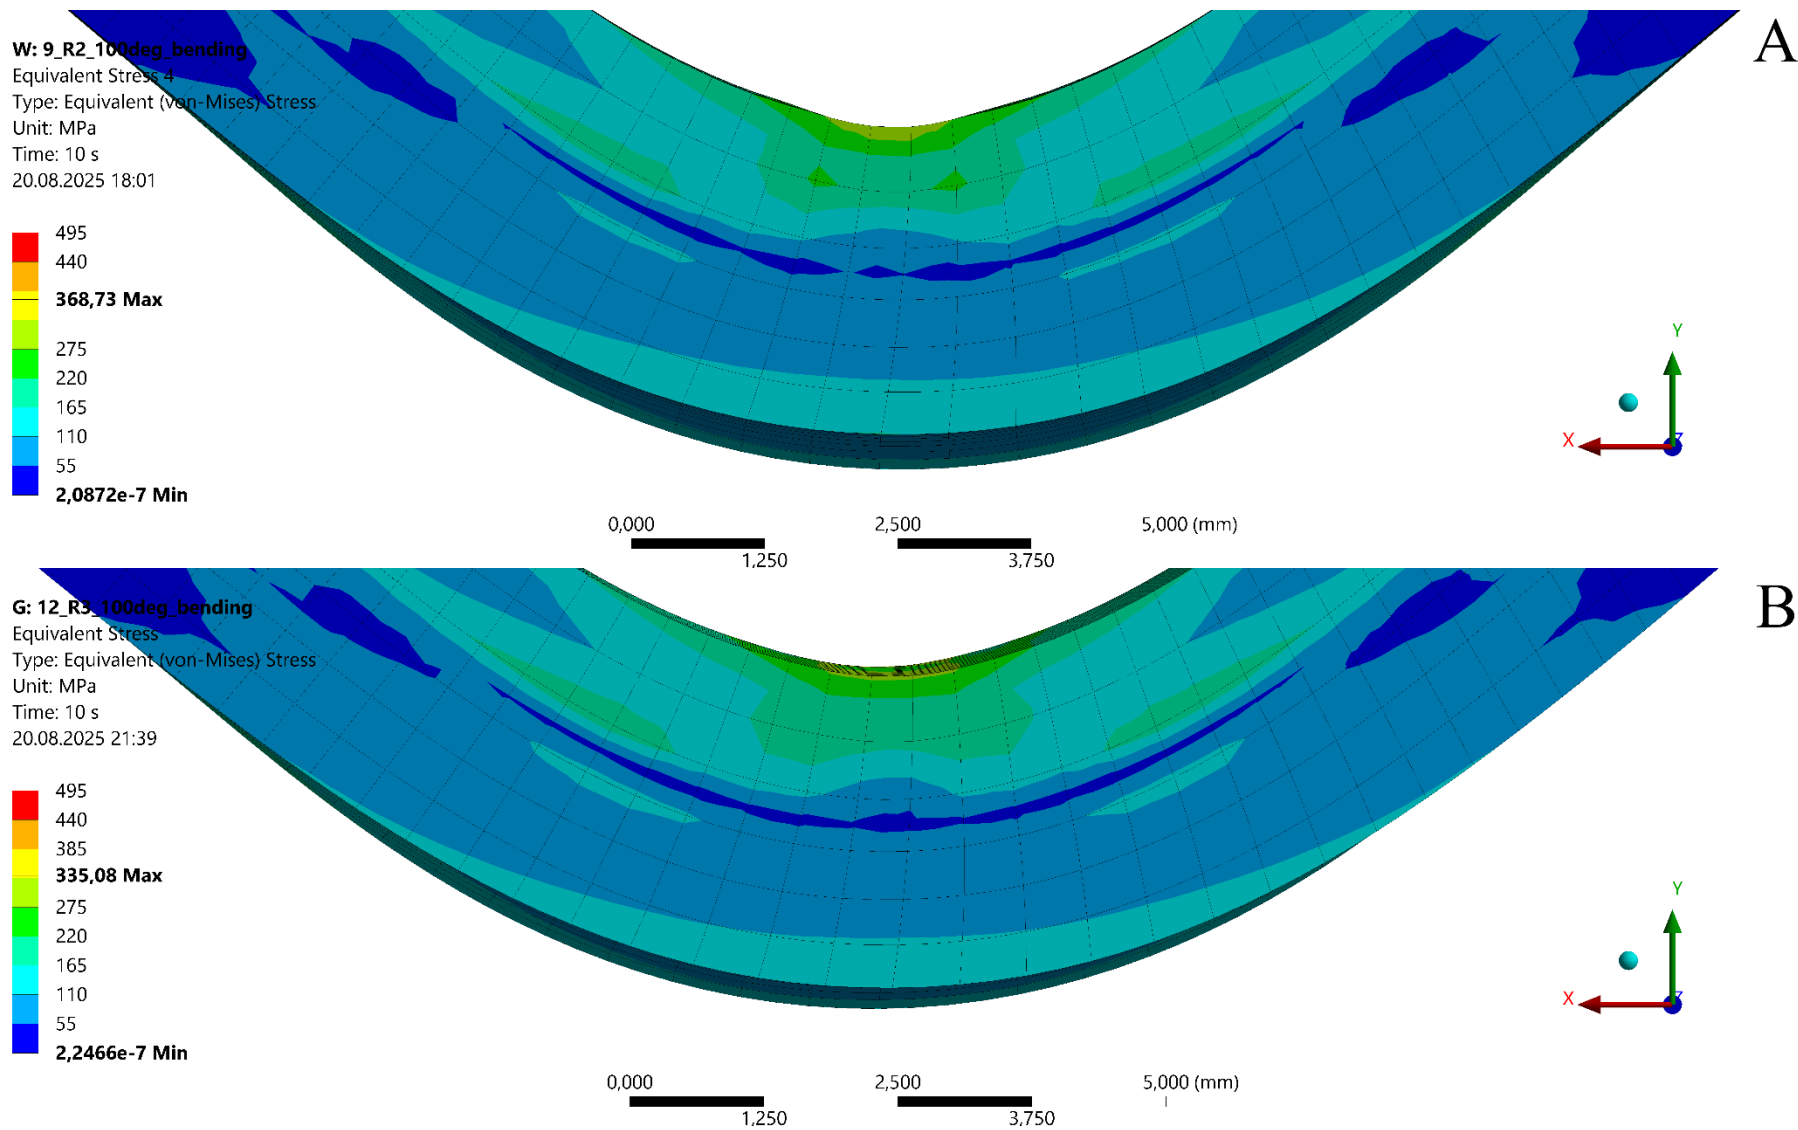 A
W: 9_R2_100deg_bending
Equivalent Stress 4
Type: Equivalent (von-Mises) Stress
Unit: MPa
Time: 10 s
20.08.2025 18:01
495
440
368,73 Max
275
220
165
110
55
2,0872e-7 Min
Y
X
Z
0,000 2,500 5,000 (mm)
1,250 3,750
B
G: 12_R3_100deg_bending
Equivalent Stress
Type: Equivalent (von-Mises) Stress
Unit: MPa
Time: 10 s
20.08.2025 21:39
495
440
385
335,08 Max
275
220
165
110
55
2,2466e-7 Min
Y
X
Z
0,000 2,500 5,000 (mm)
1,250 3,750